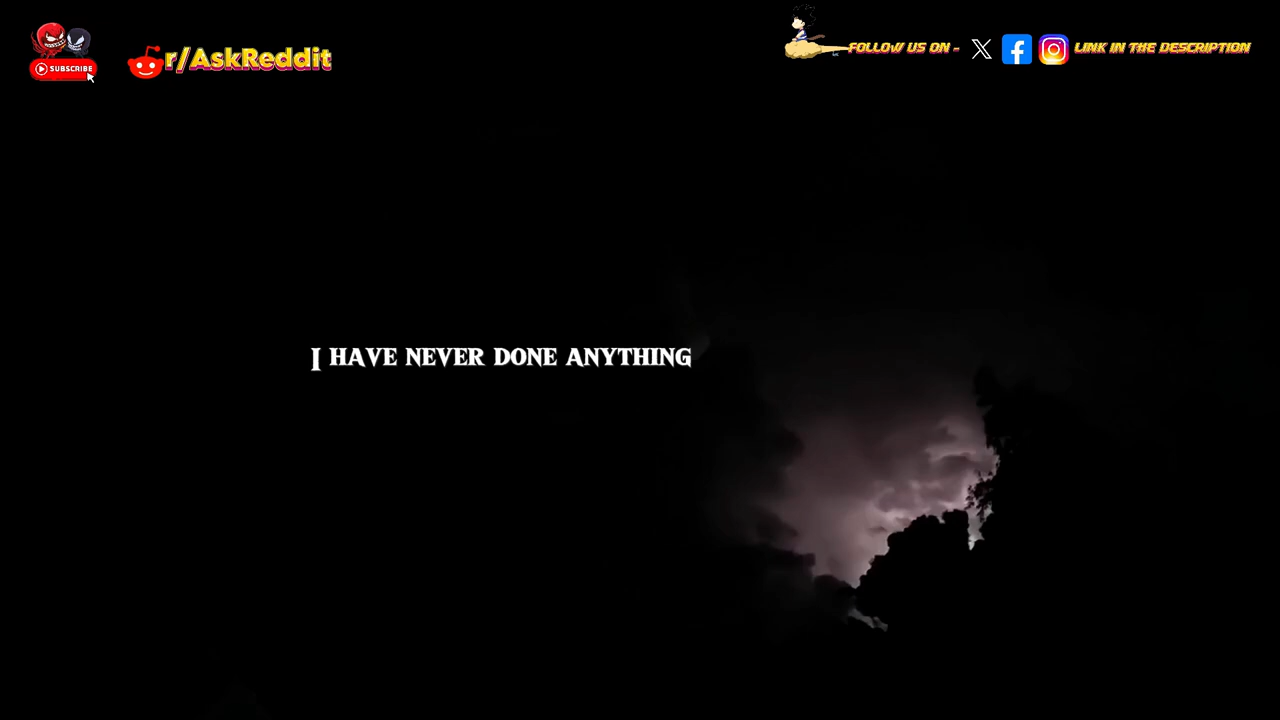 SUBSCRIBE
r/AskReddit
FOLLOW US ON -
LINK IN THE DESCRIPTION
I HAVE NEVER DONE ANYTHING